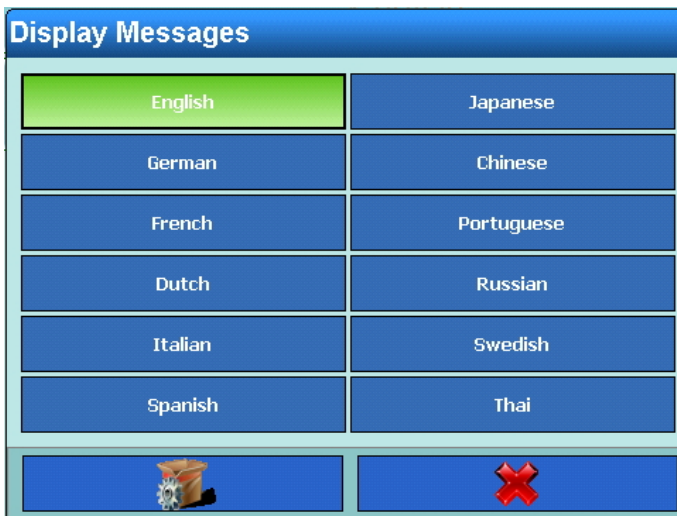 Display Messages
English
Japanese
German
Chinese
French
Portuguese
Dutch
Russian
Italian
Swedish
Spanish
Thai